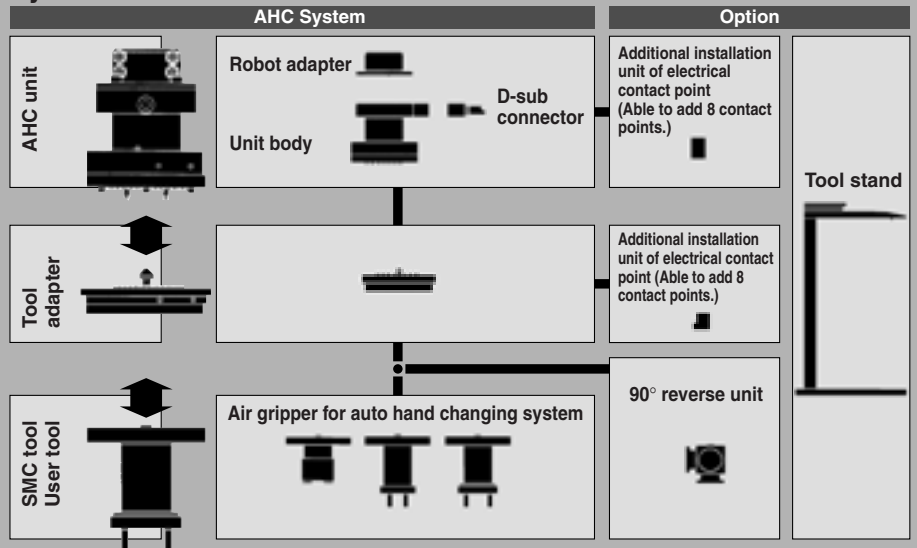 AHC System
Option
AHC unit
Robot adapter
D-sub
connector
Unit body
Additional installation
unit of electrical
contact point
(Able to add 8 contact
points.)
Tool stand
Tool
adapter
Additional installation
unit of electrical contact
point (Able to add 8
contact points.)
SMC tool
User tool
Air gripper for auto hand changing system
90° reverse unit